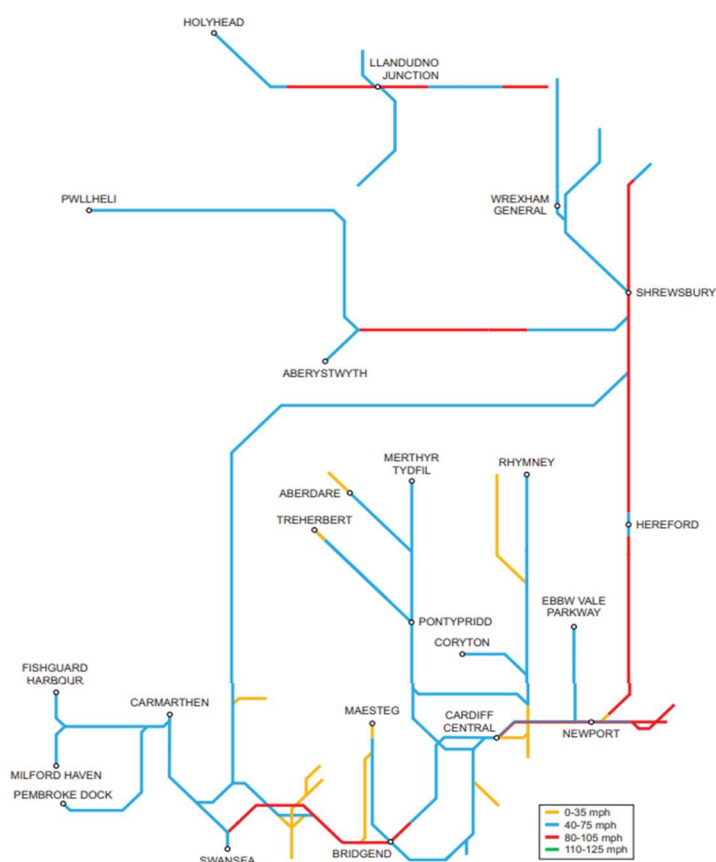 HOLYHEAD
LLANDUDNO
JUNCTION
PWLLHELI
WREXHAM
GENERAL
SHREWSBURY
ABERYSTWYTH
MERTHYR
TYDFIL
RHYMNEY
ABERDARE
TREHERBERT
HEREFORD
EBBW VALE
PARKWAY
PONTYPRIDD
CORYTON
FISHGUARD
HARBOUR
CARMARTHEN
MAESTEG
CARDIFF
CENTRAL
NEWPORT
MILFORD HAVEN
PEMBROKE DOCK
SWANSEA
BRIDGEND
0-35 mph
40-75 mph
80-105 mph
110-125 mph